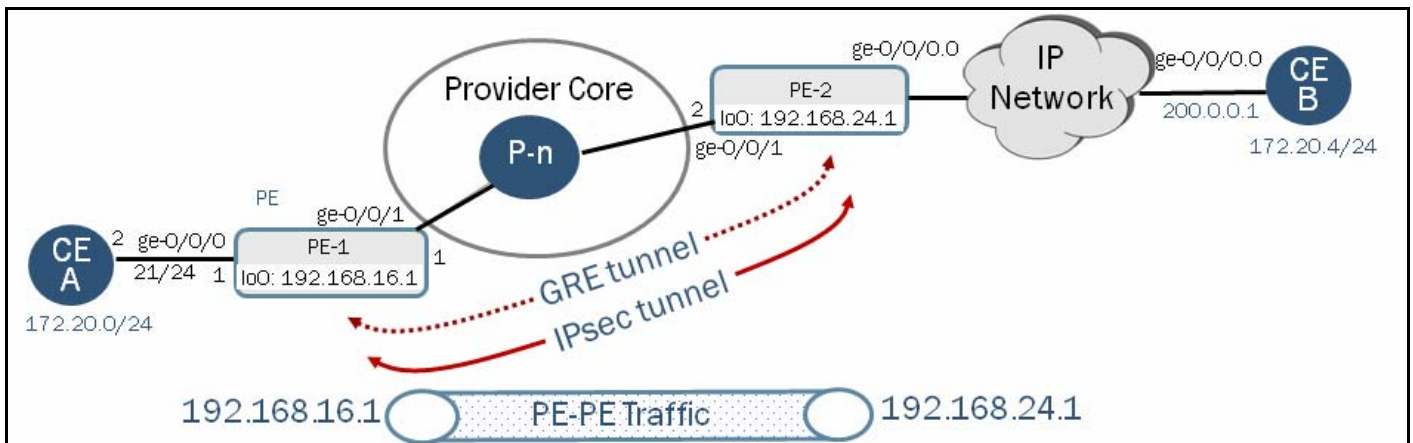 ge-0/0/0.0
IP
Network
ge-0/0/0.0
CE
B
200.0.0.1
172.20.4/24
Provider Core
PE-2
2
lo0: 192.168.24.1
ge-0/0/1
P-n
PE
ge-0/0/1
CE
A
2
ge-0/0/0
21/24
1
PE-1
lo0: 192.168.16.1
1
172.20.0/24
GRE tunnel
IPsec tunnel
192.168.16.1
PE-PE Traffic
192.168.24.1